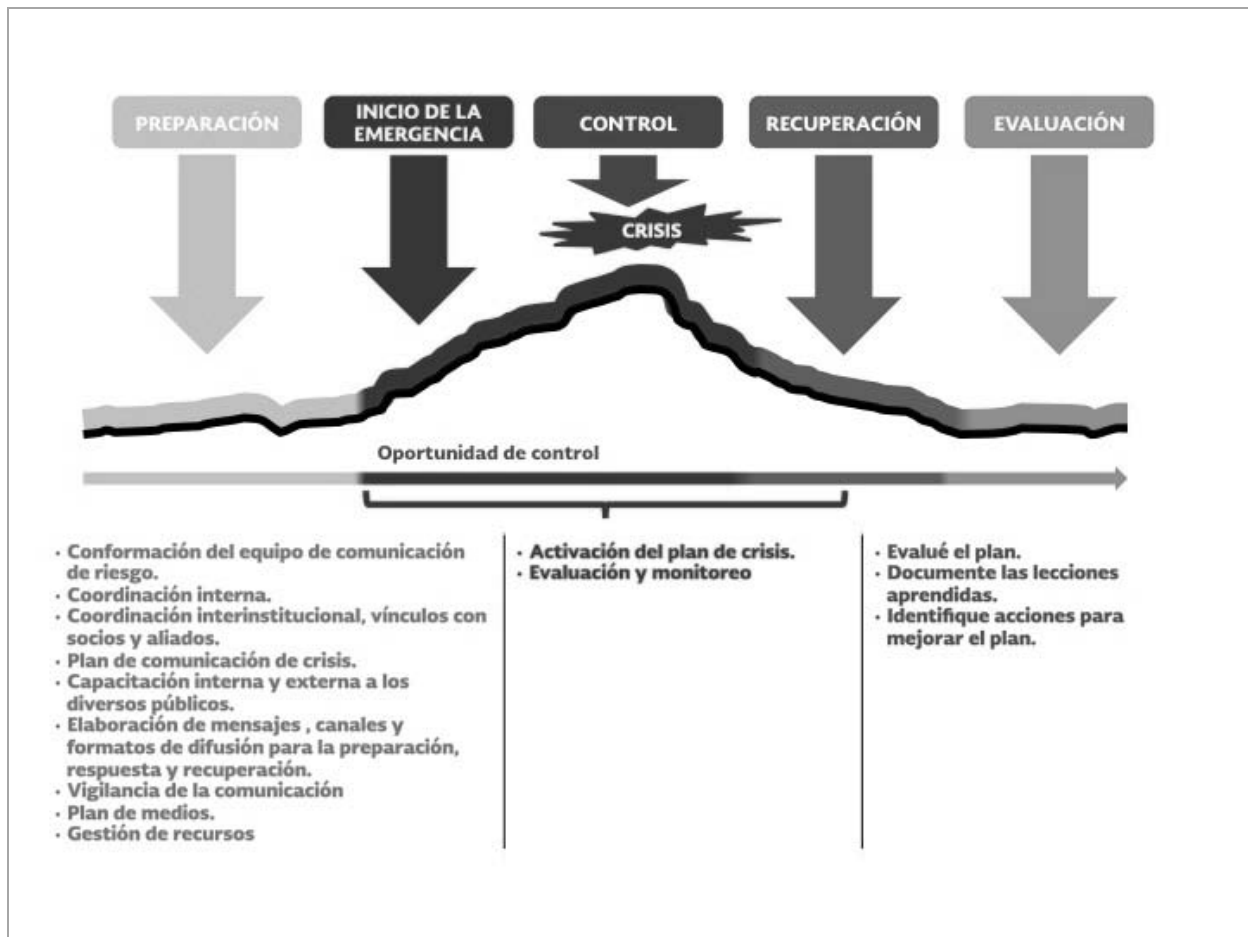 PREPARACIÓN
INICIO DE LA
EMERGENCIA
CONTROL
RECUPERACIÓN
EVALUACIÓN
CRISIS
Oportunidad de control
· Conformación del equipo de comunicación
de riesgo.
· Coordinación interna.
· Coordinación interinstitucional, vínculos con
socios y aliados.
· Plan de comunicación de crisis.
· Capacitación interna y externa a los
diversos públicos.
· Elaboración de mensajes , canales y
formatos de difusión para la preparación,
respuesta y recuperación.
· Vigilancia de la comunicación
· Plan de medios.
· Gestión de recursos
· Activación del plan de crisis.
· Evaluación y monitoreo
· Evalué el plan.
· Documente las lecciones
aprendidas.
· Identifique acciones para
mejorar el plan.